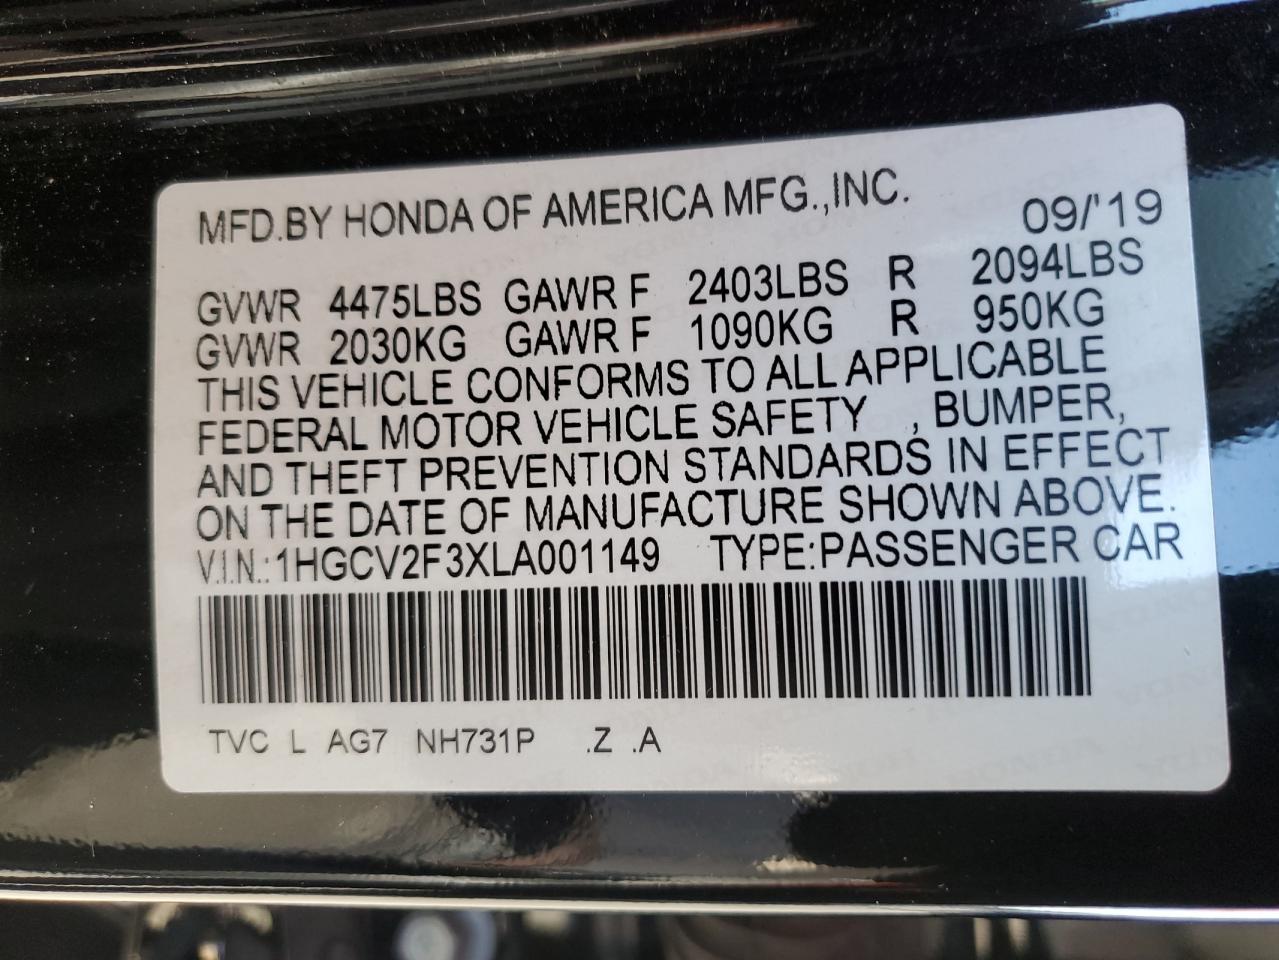 MFD.BY HONDA OF AMERICA MFG.,INC. 09/'19
GVWR 4475LBS GAWR F 2403LBS R 2094LBS
GVWR 2030KG GAWR F 1090KG R 950KG
THIS VEHICLE CONFORMS TO ALL APPLICABLE
FEDERAL MOTOR VEHICLE SAFETY , BUMPER,
AND THEFT PREVENTION STANDARDS IN EFFECT
ON THE DATE OF MANUFACTURE SHOWN ABOVE.
V.I.N.:1HGCV2F3XLA001149 TYPE:PASSENGER CAR
TVC L AG7 NH731P .Z .A